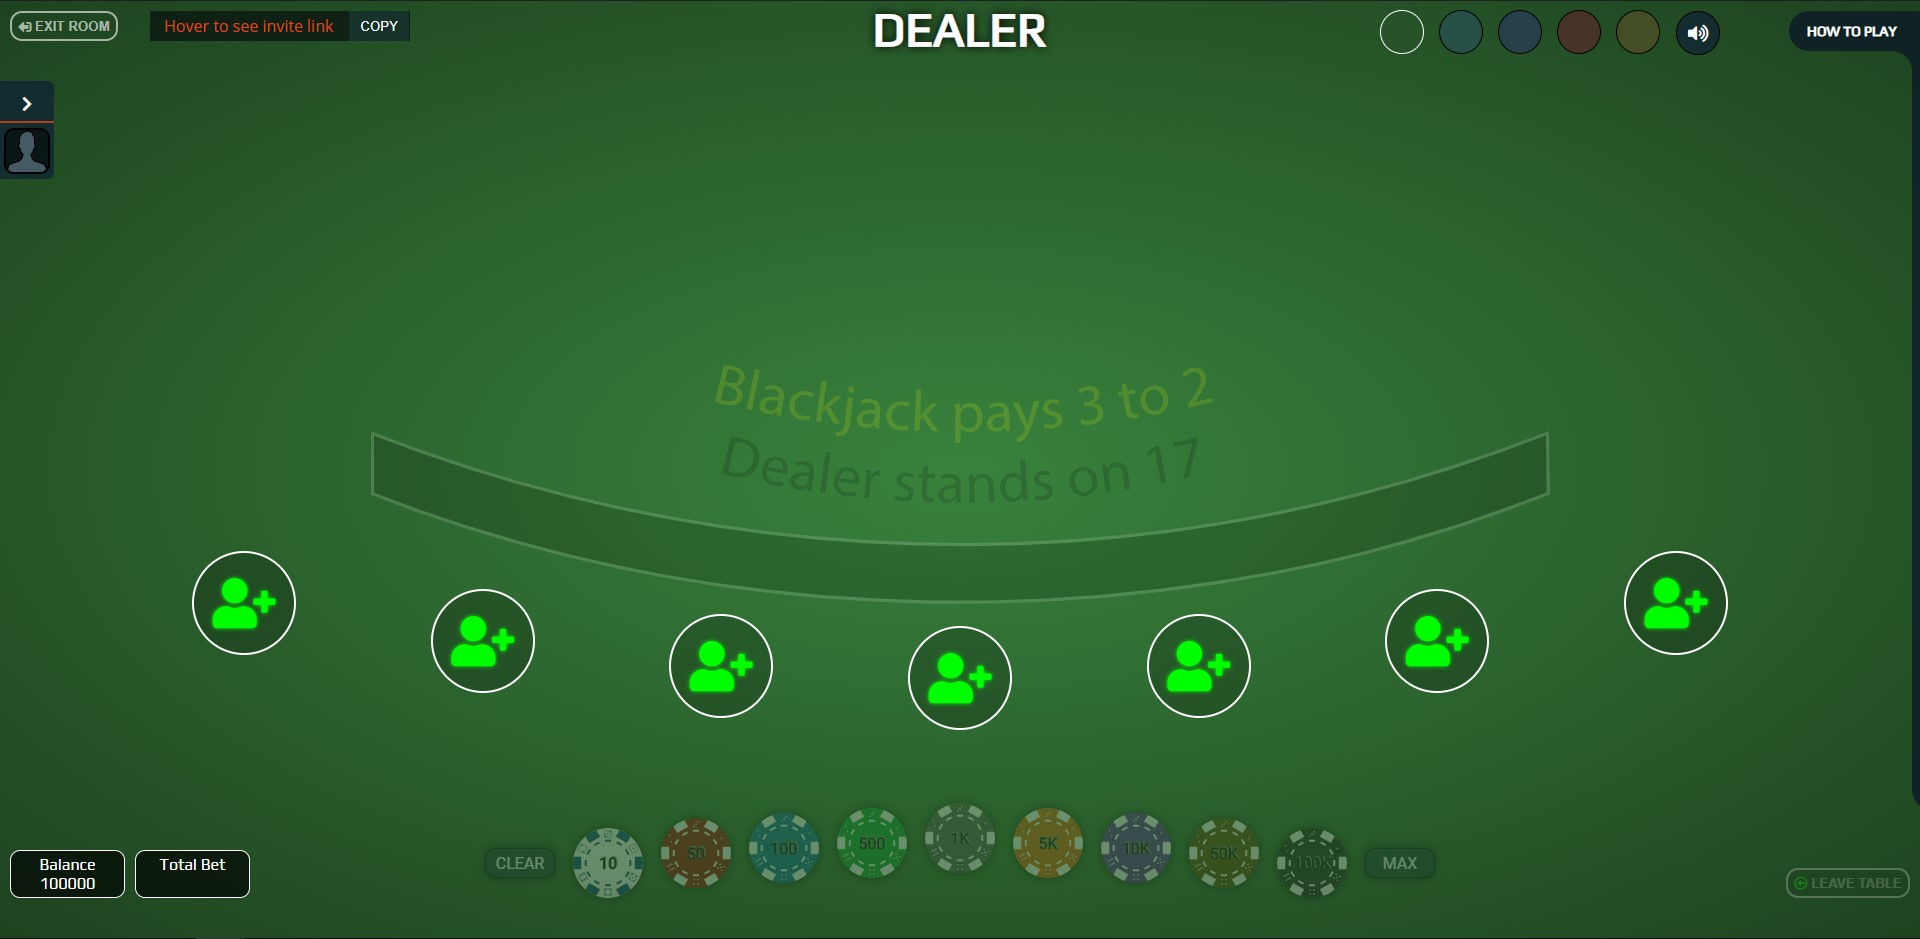 EXIT ROOM
Hover to see invite link
COPY
DEALER
HOW TO PLAY
Blackjack pays 3 to 2
Dealer stands on 17
Balance
100000
Total Bet
CLEAR
10
50
100
500
1K
5K
10K
50K
100K
MAX
LEAVE TABLE